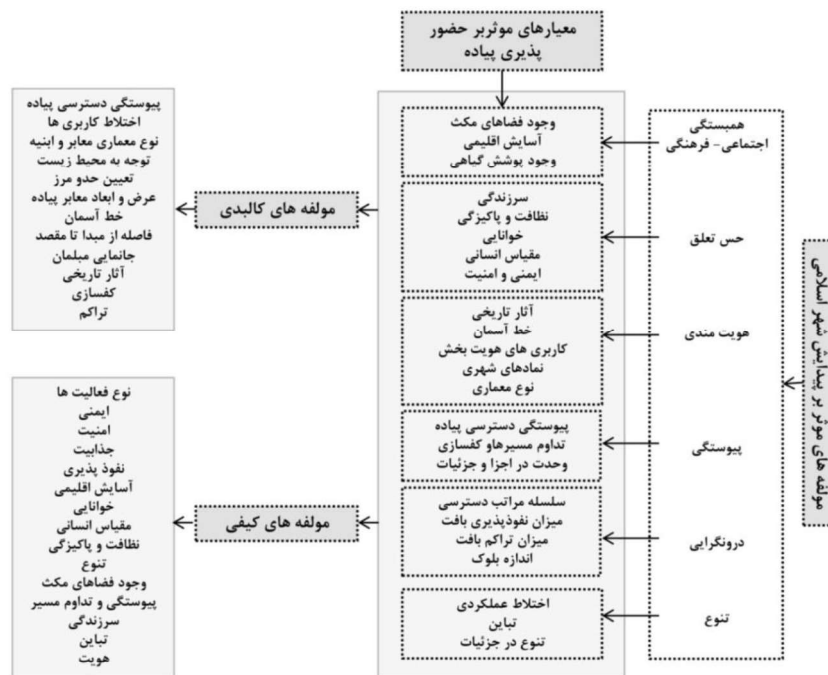 معیارهای موثربر حضور
پذیری پیاده
مولفه های موثر بر پیدایش شهر اسلامی
همبستگی
اجتماعی- فرهنگی
حس تعلق
هویت مندی
پیوستگی
درونگرایی
تنوع
وجود فضاهای مکث
آسایش اقلیمی
وجود پوشش گیاهی
سرزندگی
نظافت و پاکیزگی
خوانایی
مقیاس انسانی
ایمنی و امنیت
آثار تاریخی
خط آسمان
کاربری های هویت بخش
نمادهای شهری
نوع معماری
پیوستگی دسترسی پیاده
تداوم مسیرهاو کفسازی
وحدت در اجزا و جزئیات
سلسله مراتب دسترسی
میزان نفوذپذیری بافت
میزان تراکم بافت
اندازه بلوک
اختلاط عملکردی
تباین
تنوع در جزئیات
مولفه های کالبدی
پیوستگی دسترسی پیاده
اختلاط کاربری ها
نوع معماری معابر و ابنیه
توجه به محیط زیست
تعیین حدو مرز
عرض و ابعاد معابر پیاده
خط آسمان
فاصله از مبدا تا مقصد
جانمایی مبلمان
آثار تاریخی
کفسازی
تراکم
مولفه های کیفی
نوع فعالیت ها
ایمنی
امنیت
جذابیت
نفوذ پذیری
آسایش اقلیمی
خوانایی
مقیاس انسانی
نظافت و پاکیزگی
تنوع
وجود فضاهای مکث
پیوستگی و تداوم مسیر
سرزندگی
تباین
هویت